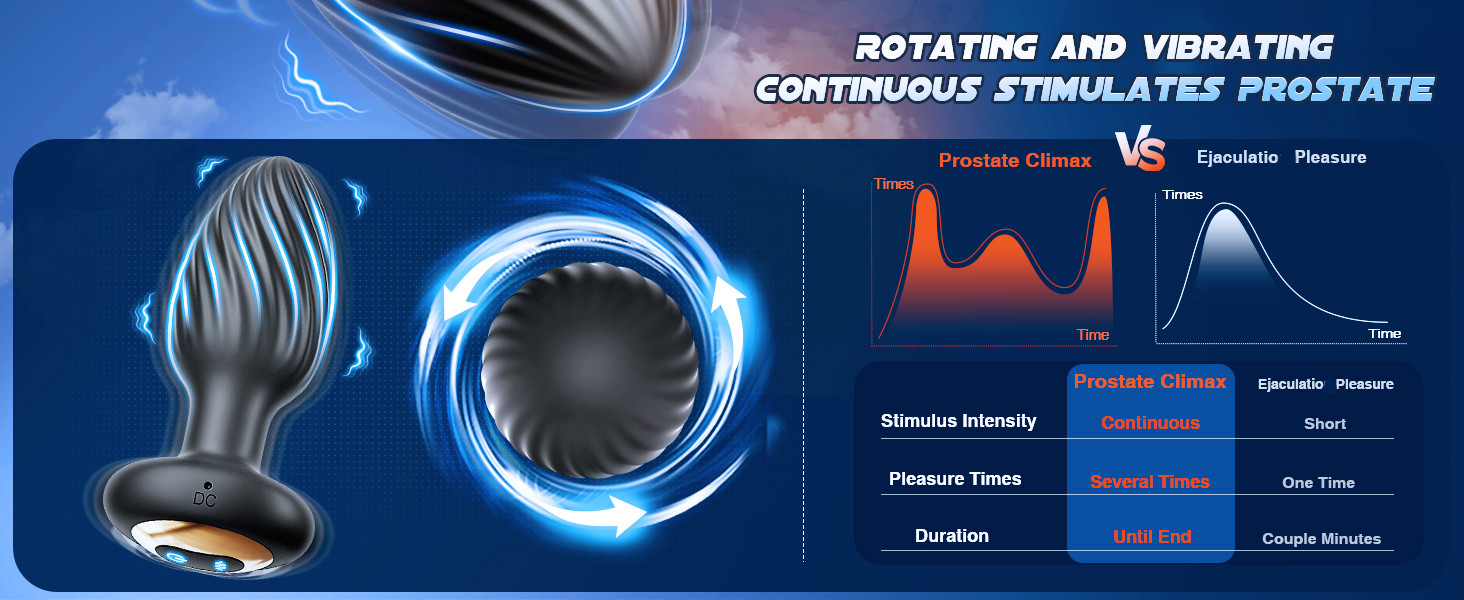 ROTATING AND VIBRATING
CONTINUOUS STIMULATES PROSTATE
Prostate Climax
VS
Ejaculatio Pleasure
Times
Time
Times
Time
DC
Prostate Climax
Ejaculatio Pleasure
Stimulus Intensity
Continuous
Short
Pleasure Times
Several Times
One Time
Duration
Until End
Couple Minutes